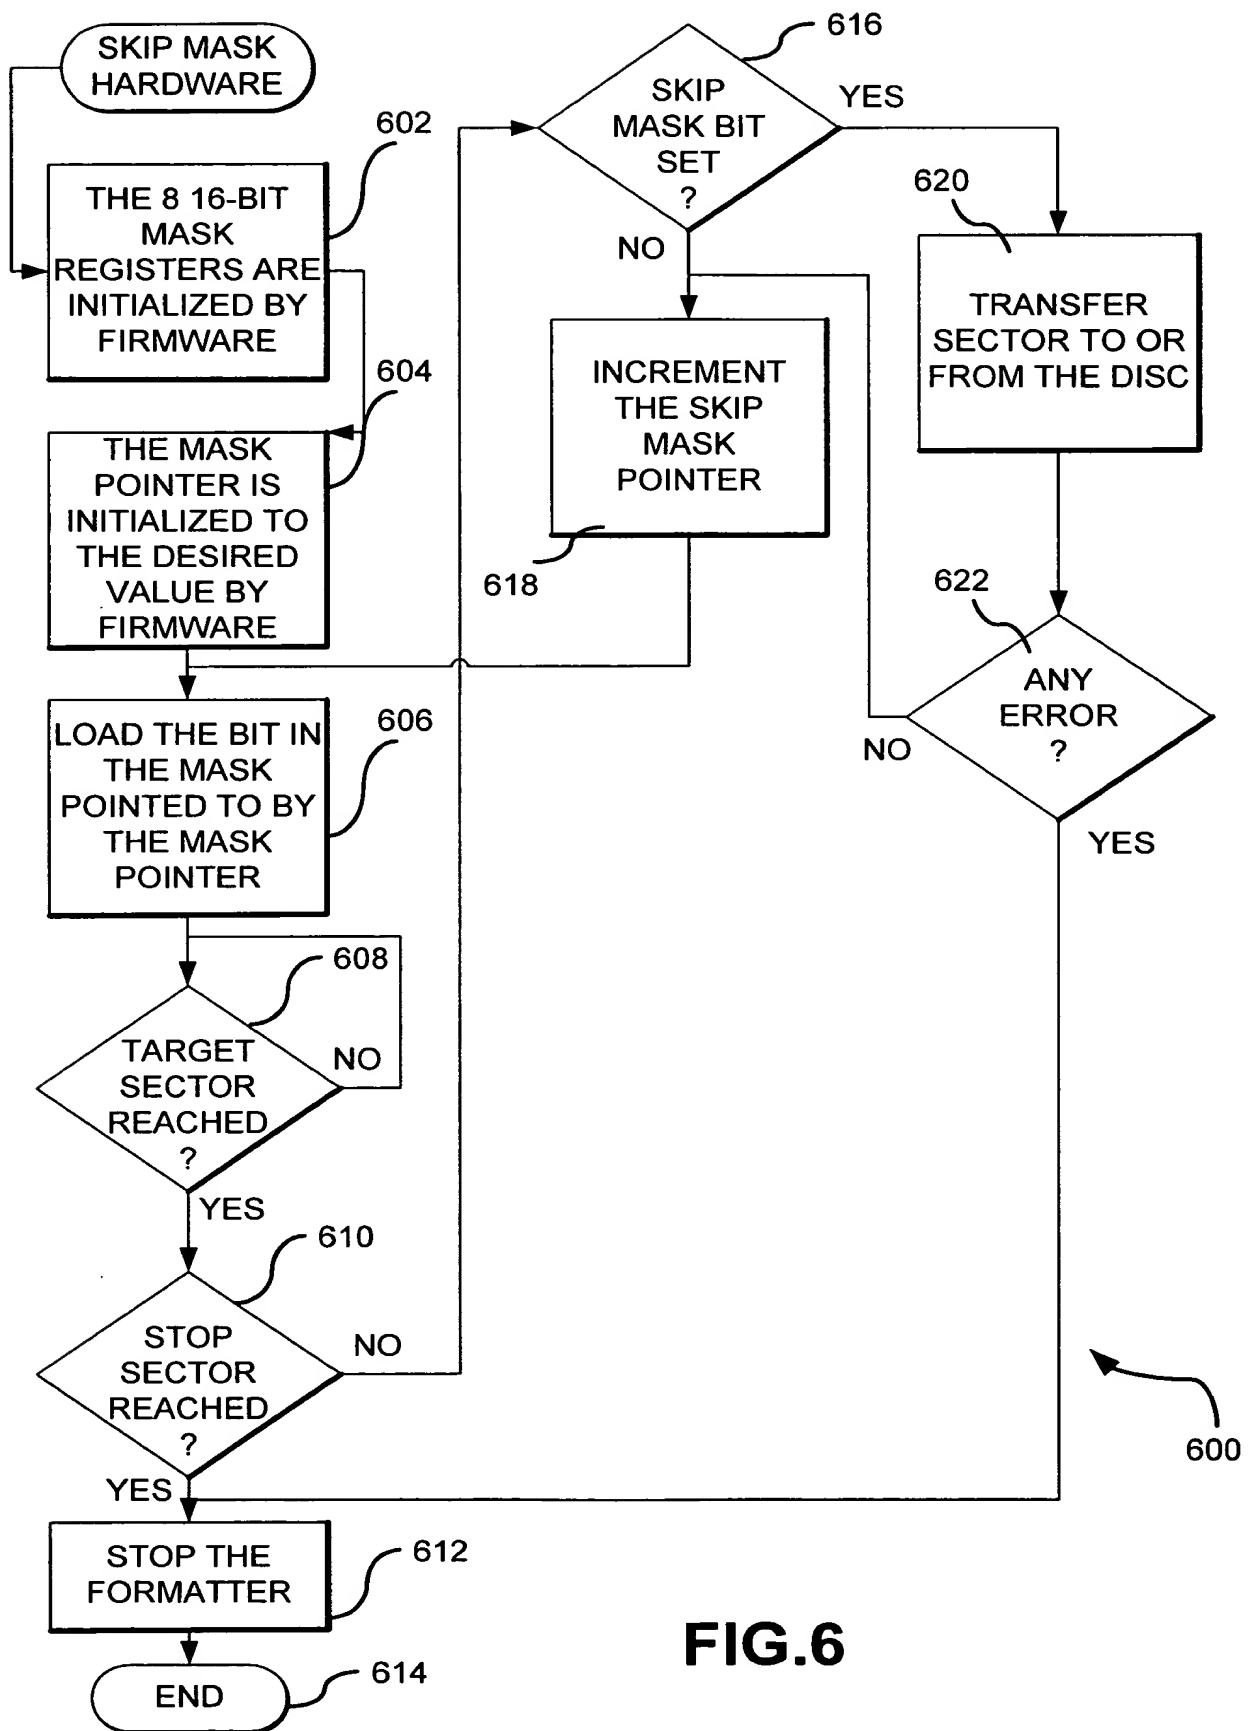 SKIP MASK
HARDWARE
602
THE 8 16-BIT
MASK
REGISTERS ARE
INITIALIZED BY
FIRMWARE
604
THE MASK
POINTER IS
INITIALIZED TO
THE DESIRED
VALUE BY
FIRMWARE
606
LOAD THE BIT IN
THE MASK
POINTED TO BY
THE MASK
POINTER
608
TARGET
SECTOR
REACHED
?
NO
YES
610
STOP
SECTOR
REACHED
?
NO
YES
STOP THE
FORMATTER
612
END
614
616
SKIP
MASK BIT
SET
?
YES
NO
INCREMENT
THE SKIP
MASK
POINTER
618
620
TRANSFER
SECTOR TO OR
FROM THE DISC
622
ANY
ERROR
?
NO
YES
600
FIG.6